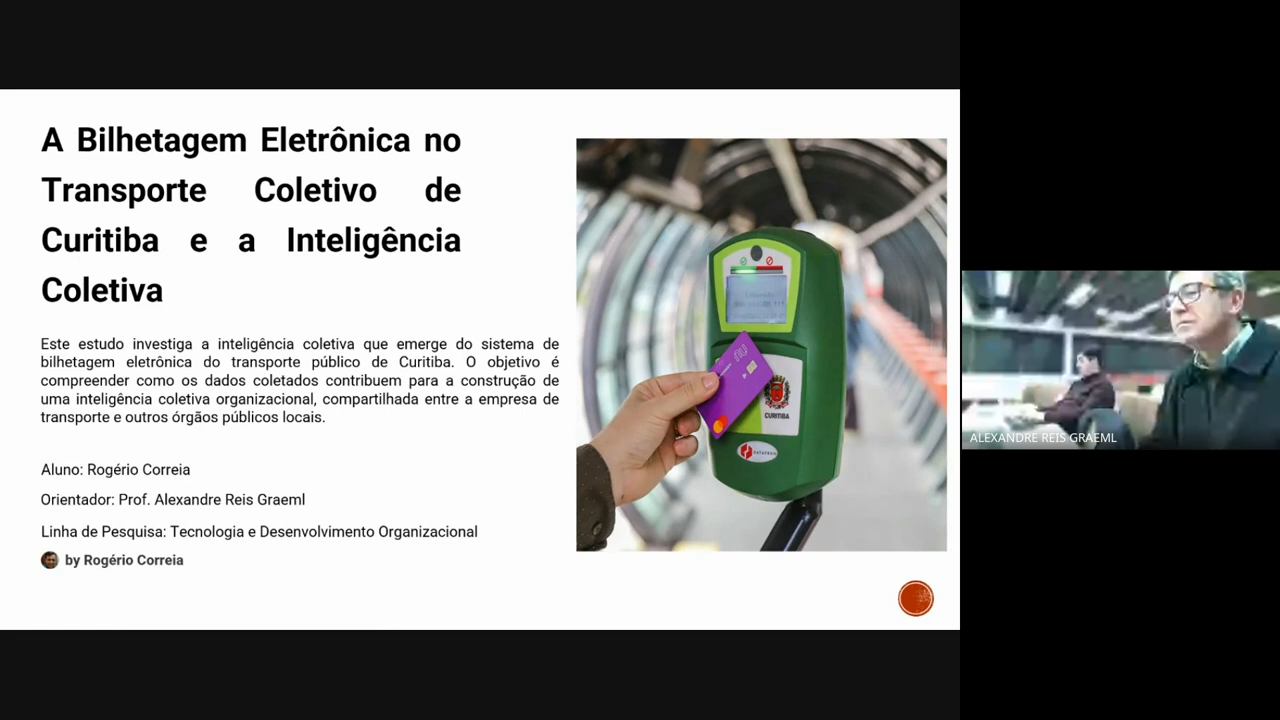 A Bilhetagem Eletrônica no
Transporte Coletivo de
Curitiba e a Inteligência
Coletiva
Este estudo investiga a inteligência coletiva que emerge do sistema de
bilhetagem eletrônica do transporte público de Curitiba. O objetivo é
compreender como os dados coletados contribuem para a construção de
uma inteligência coletiva organizacional, compartilhada entre a empresa de
transporte e outros órgãos públicos locais.
Aluno: Rogério Correia
Orientador: Prof. Alexandre Reis Graeml
Linha de Pesquisa: Tecnologia e Desenvolvimento Organizacional
by Rogério Correia
nu
CURITIBA
ALEXANDRE REIS GRAEML